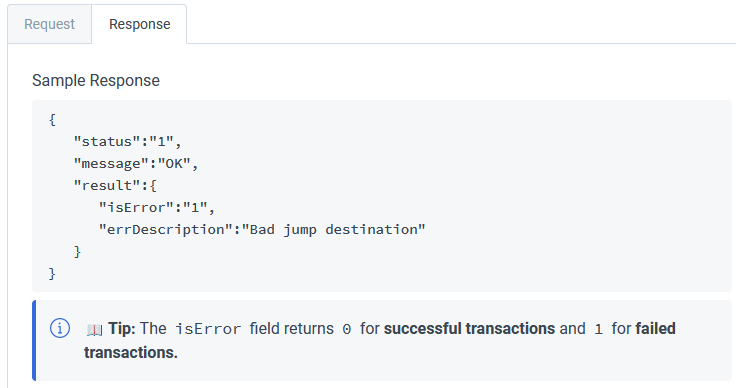 Request Response
Sample Response
{
"status":"1",
"message":"OK",
"result":{
"isError":"1",
"errDescription":"Bad jump destination"
}
}
Tip: The isError field returns 0 for successful transactions and 1 for failed
transactions.